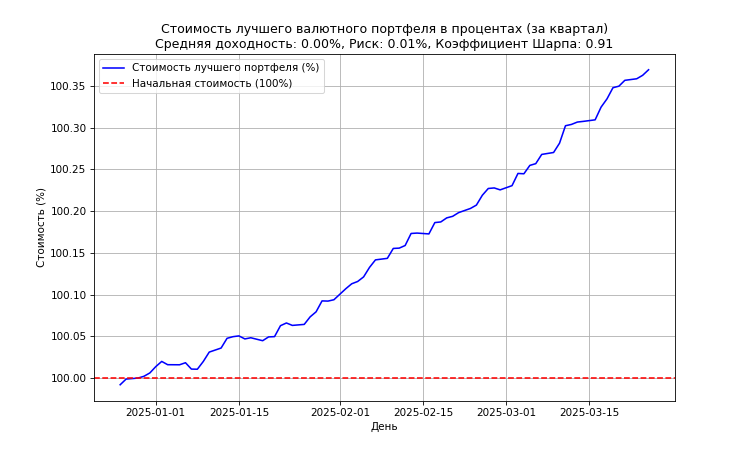 Стоимость лучшего валютного портфеля в процентах (за квартал)
Средняя доходность: 0.00%, Риск: 0.01%, Коэффициент Шарпа: 0.91
Стоимость лучшего портфеля (%)
Начальная стоимость (100%)
Стоимость (%)
100.35
100.30
100.25
100.20
100.15
100.10
100.05
100.00
2025-01-01
2025-01-15
2025-02-01
2025-02-15
2025-03-01
2025-03-15
День